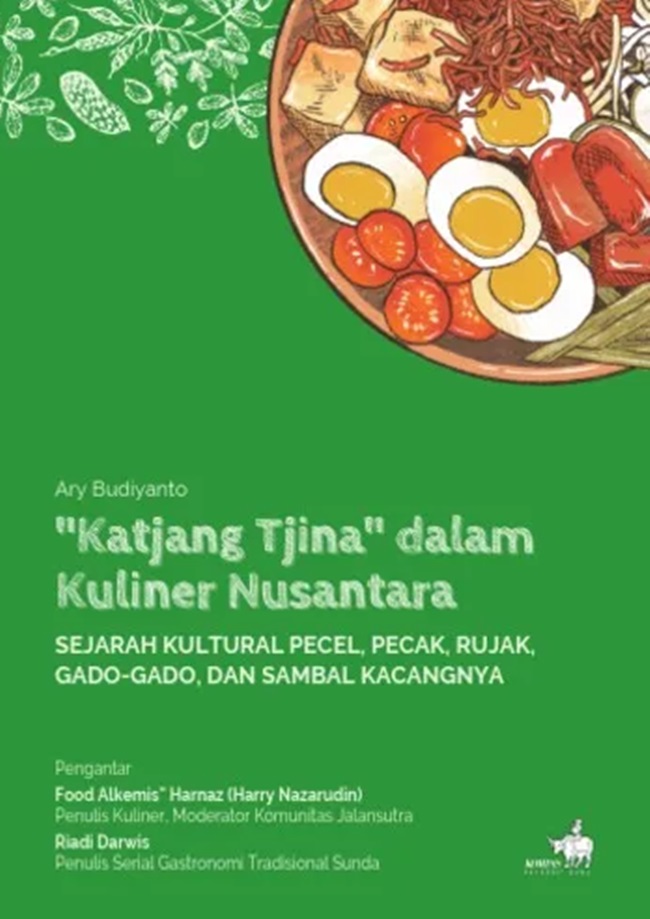 Ary Budiyanto
"Katjang Tjina" dalam
Kuliner Nusantara
SEJARAH KULTURAL PECEL, PECAK, RUJAK,
GADO-GADO, DAN SAMBAL KACANGNYA
Pengantar
Food Alkemis" Harnaz (Harry Nazarudin)
Penulis Kuliner, Moderator Komunitas Jalansutra
Riadi Darwis
Penulis Serial Gastronomi Tradisional Sunda
KOMPAS